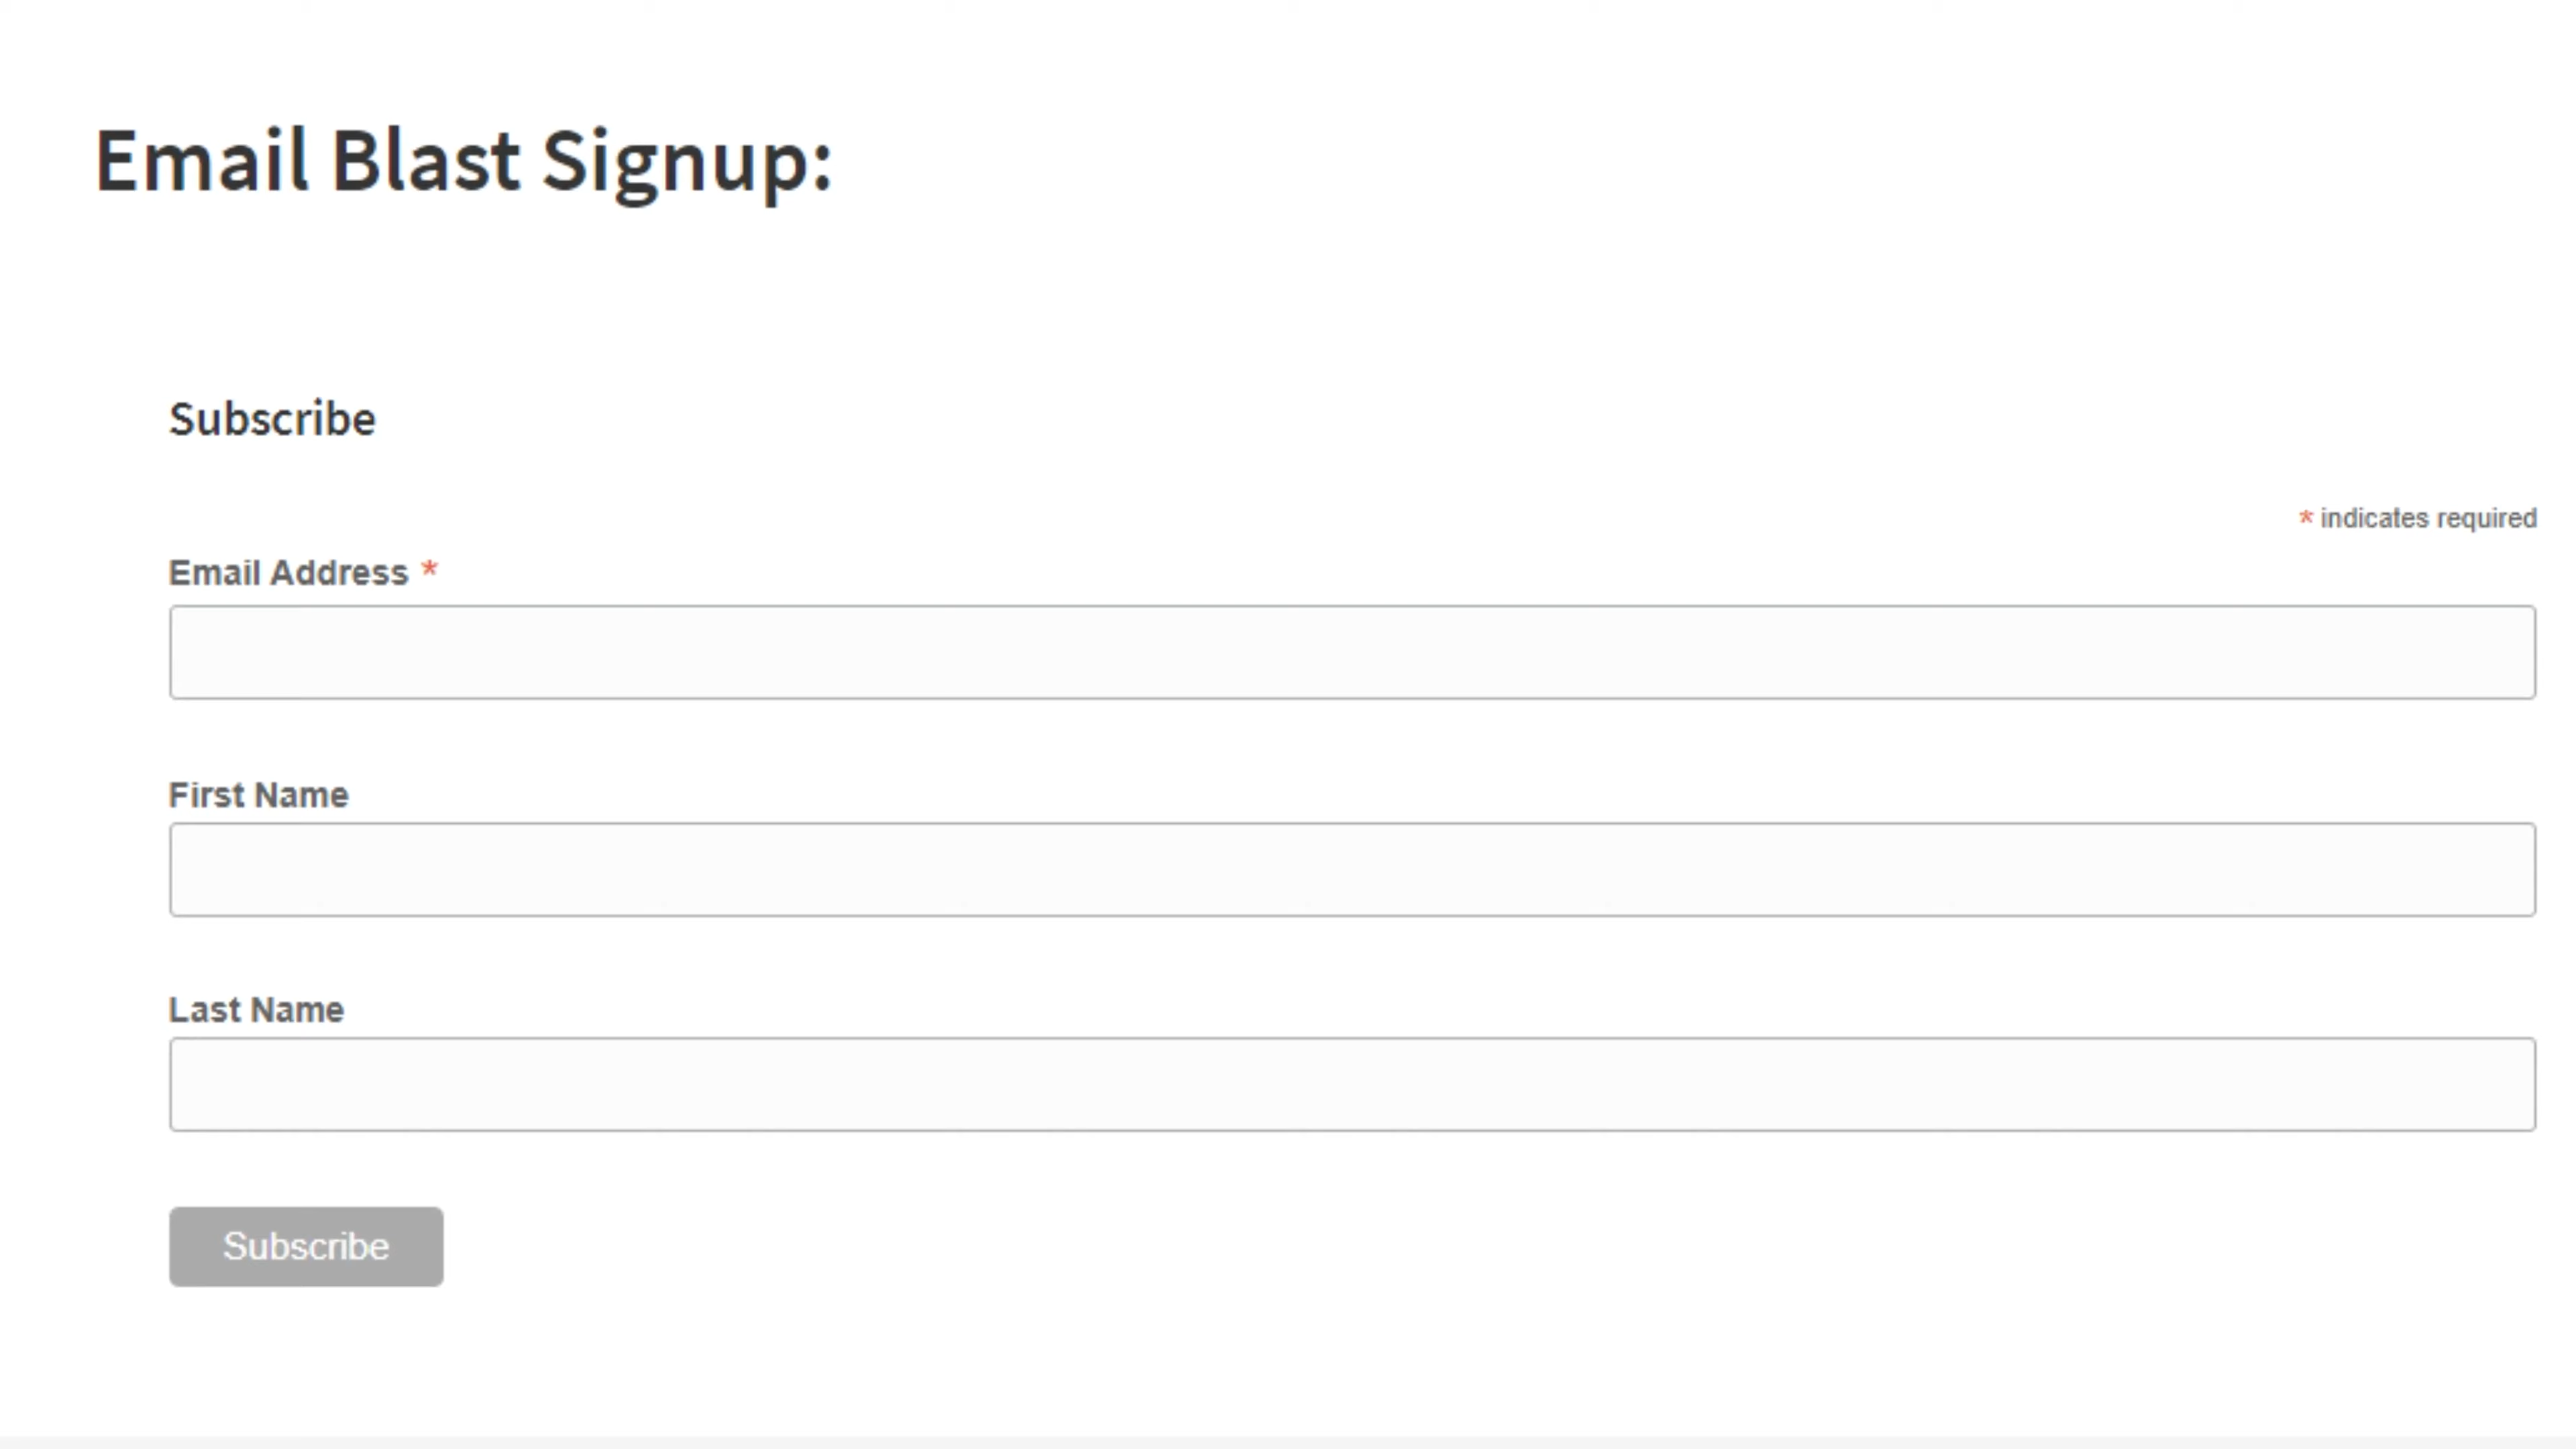 Email Blast Signup:
Subscribe
* indicates required
Email Address *
First Name
Last Name
Subscribe